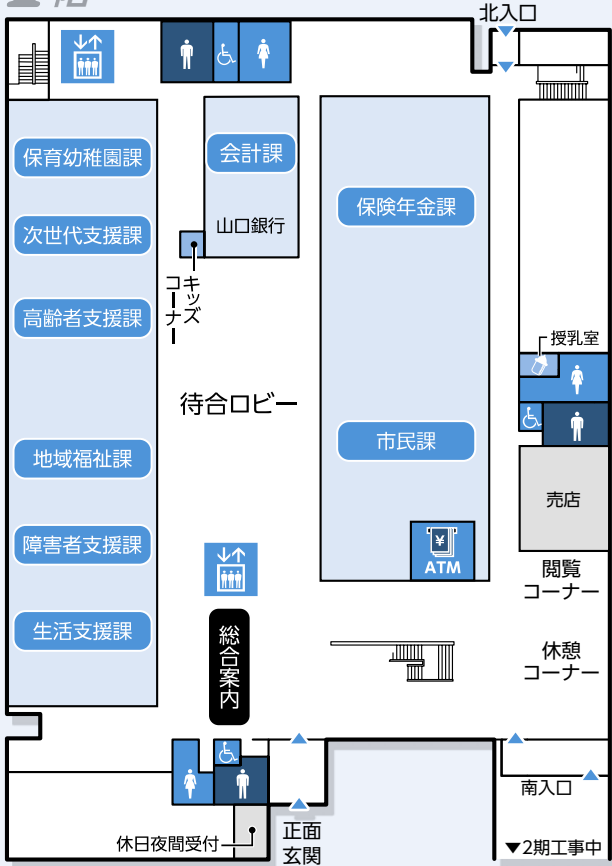 北入口
保育幼稚園課
会計課
保険年金課
次世代支援課
山口銀行
キッズ
コーナー
高齢者支援課
授乳室
待合ロビー
市民課
地域福祉課
売店
障害者支援課
¥
ATM
閲覧
コーナー
生活支援課
総合案内
休憩
コーナー
南入口
正面
玄関
休日夜間受付
▼2期工事中